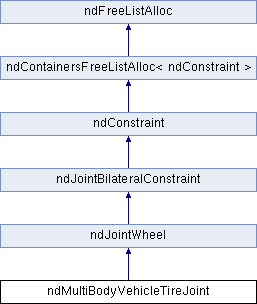 ndFreeListAlloc
ndContainersFreeListAlloc< ndConstraint >
ndConstraint
ndJointBilateralConstraint
ndJointWheel
ndMultiBodyVehicleTireJoint